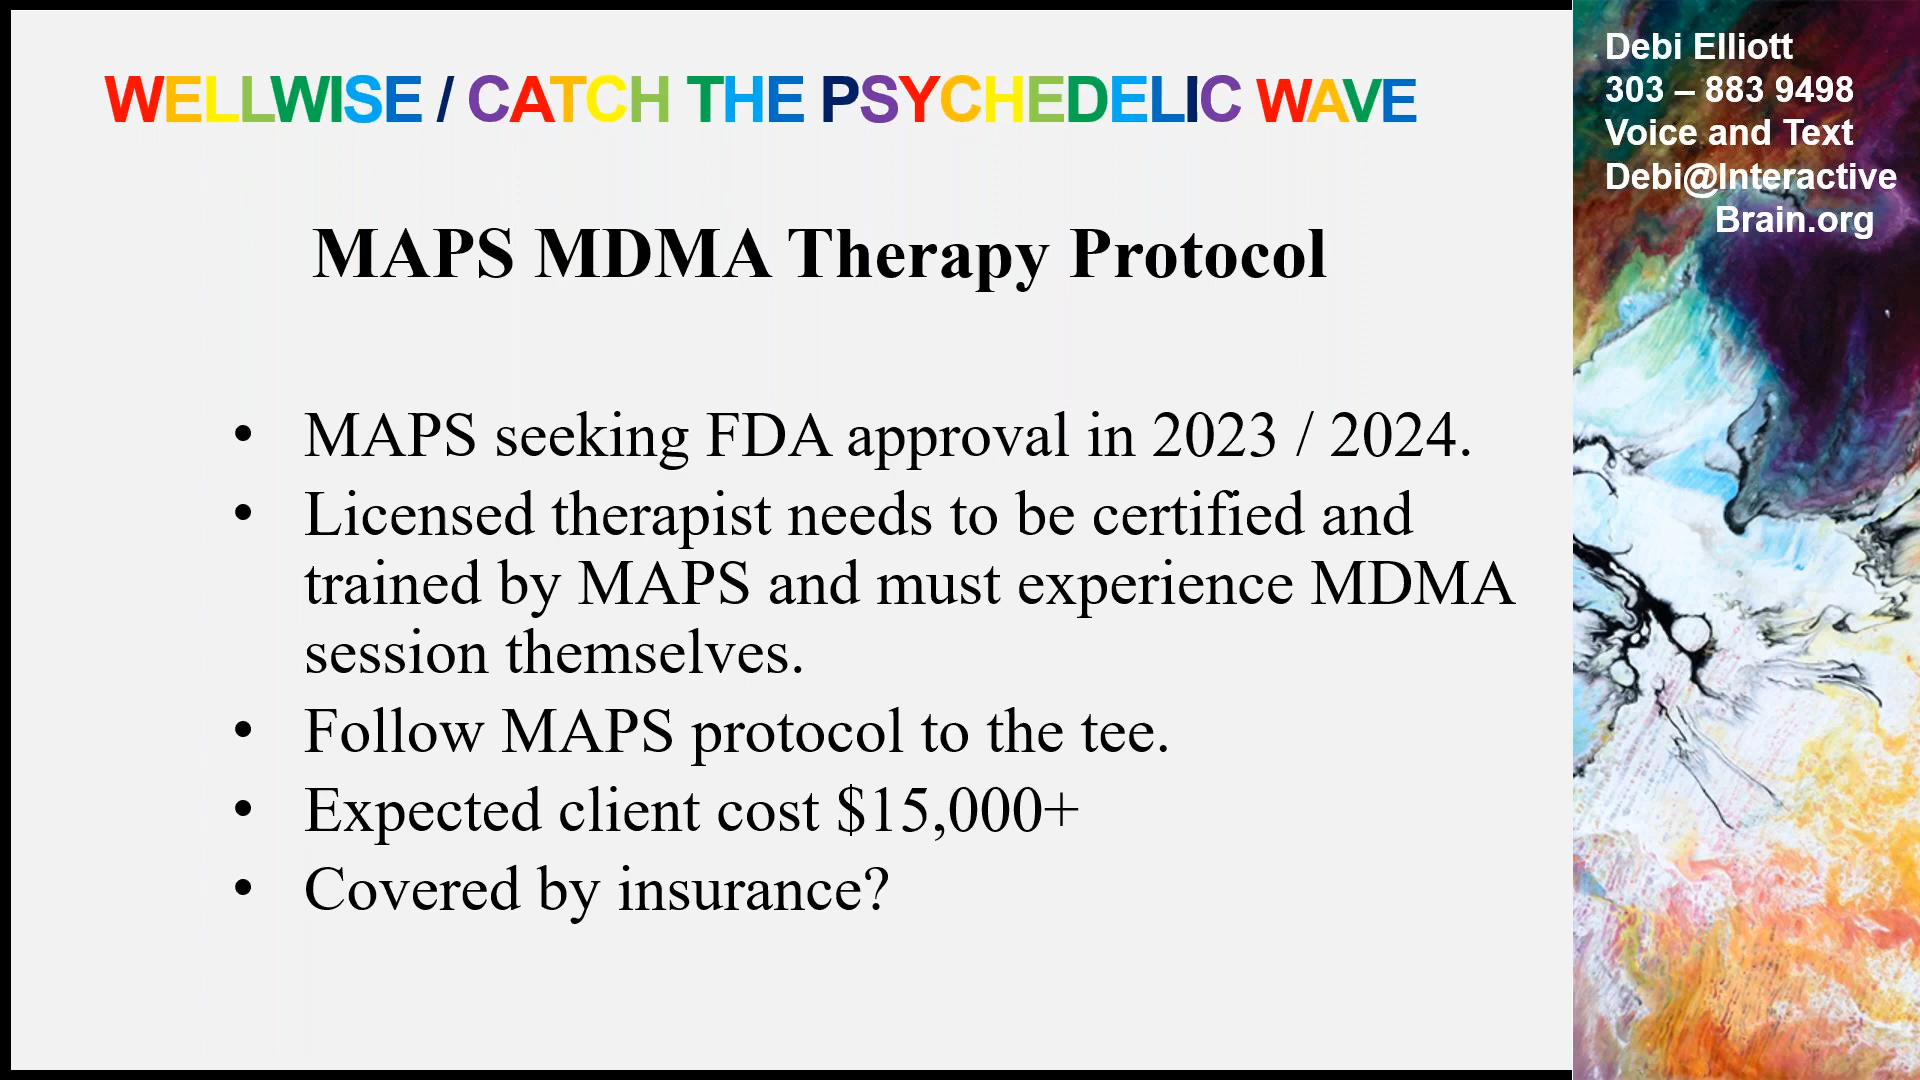 WELLWISE / CATCH THE PSYCHEDELIC WAVE
MAPS MDMA Therapy Protocol
• MAPS seeking FDA approval in 2023 / 2024.
• Licensed therapist needs to be certified and
trained by MAPS and must experience MDMA
session themselves.
• Follow MAPS protocol to the tee.
• Expected client cost $15,000+
• Covered by insurance?
Debi Elliott
303 – 883 9498
Voice and Text
Debi@Interactive
Brain.org